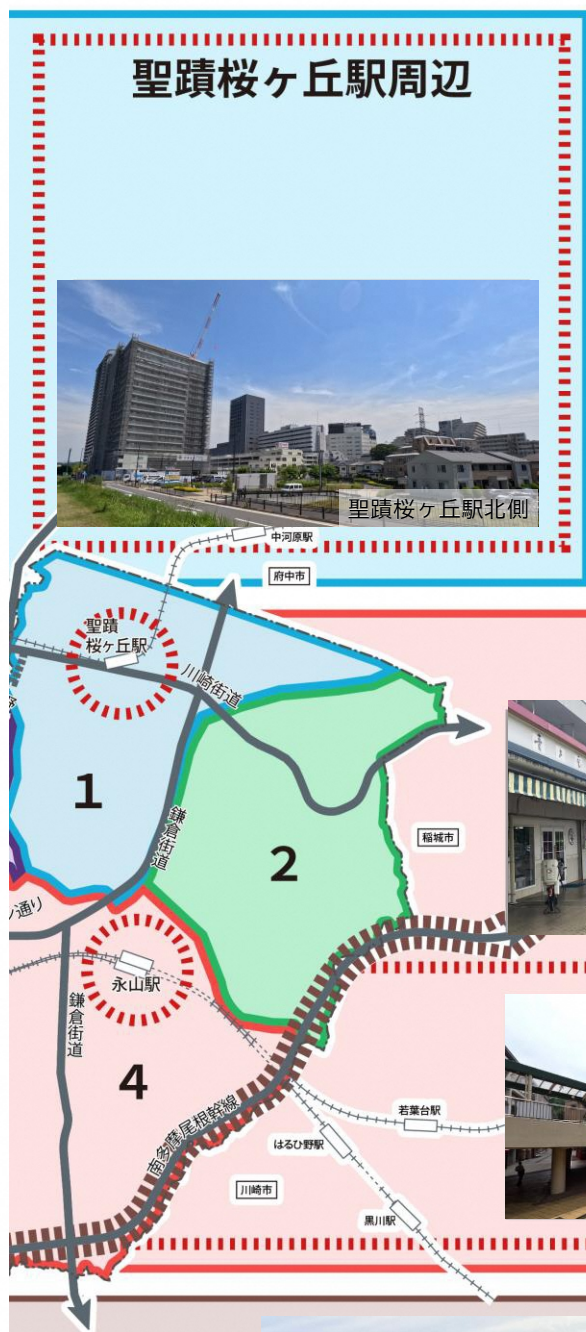 聖蹟桜ヶ丘駅周辺
聖蹟桜ヶ丘駅北側
中河原駅
府中市
聖蹟
桜ヶ丘駅
川崎街道
1
鎌倉街道
2
稲城市
通り
永山駅
鎌倉街道
4
南多摩尾根幹線
若葉台駅
はるひ野駅
川崎市
黒川駅